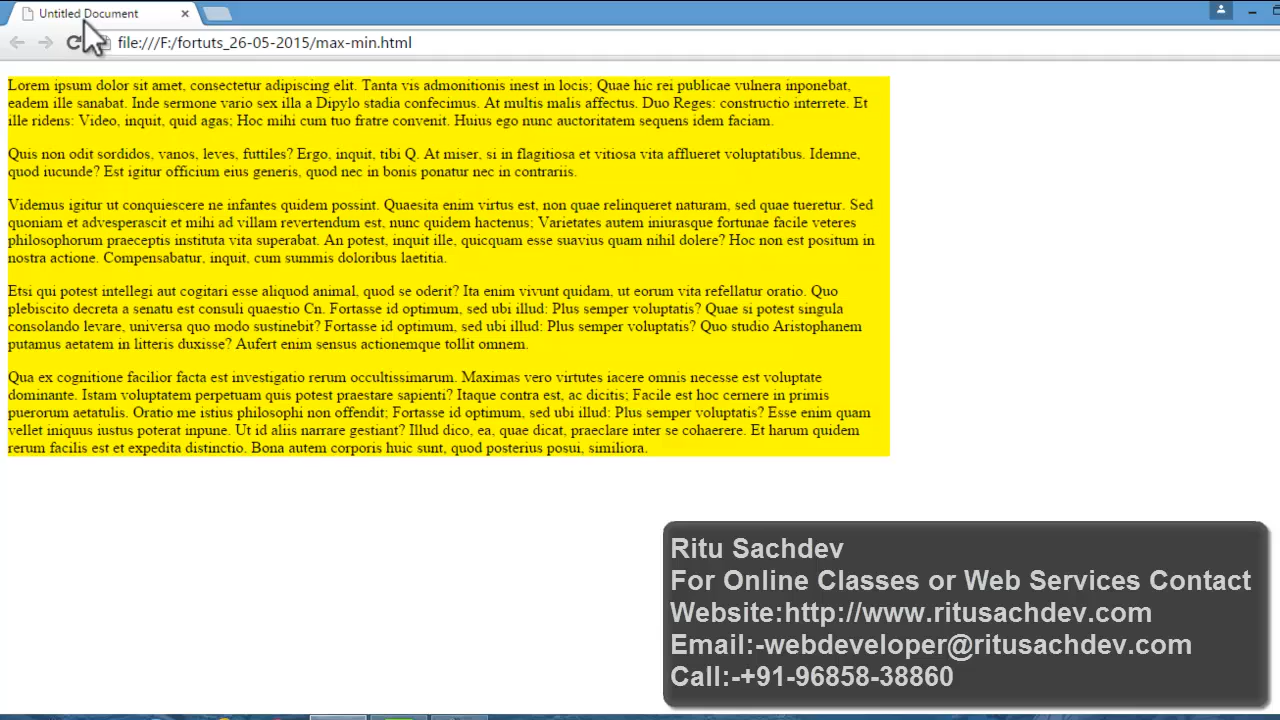 Untitled Document
file:///F:/fortuts_26-05-2015/max-min.html
Lorem ipsum dolor sit amet, consectetur adipiscing elit. Tanta vis admonitionis inest in locis; Quae hic rei publicae vulnera inponebat,
eadem ille sanabat. Inde sermone vario sex illa a Dipylo stadia confecimus. At multis malis affectus. Duo Reges: constructio interrete. Et
ille ridens: Video, inquit, quid agas; Hoc mihi cum tuo fratre convenit. Huius ego nunc auctoritatem sequens idem faciam.
Quis non odit sordidos, vanos, leves, futtiles? Ergo, inquit, tibi Q. At miser, si in flagitiosa et vitiosa vita afflueret voluptatibus. Idemne,
quod iucunde? Est igitur officium eius generis, quod nec in bonis ponatur nec in contrariis.
Videmus igitur ut conquiescere ne infantes quidem possint. Quaesita enim virtus est, non quae relinqueret naturam, sed quae tueretur. Sed
quoniam et advesperascit et mihi ad villam revertendum est, nunc quidem hactenus; Varietates autem iniurasque fortunae facile veteres
philosophorum praeceptis instituta vita superabat. An potest, inquit ille, quicquam esse suavius quam nihil dolere? Hoc non est positum in
nostra actione. Compensabatur, inquit, cum summis doloribus laetitia.
Etsi qui potest intellegi aut cogitari esse aliquod animal, quod se oderit? Ita enim vivunt quidam, ut eorum vita refellatur oratio. Quo
plebiscito decreta a senatu est consuli quaestio Cn. Fortasse id optimum, sed ubi illud: Plus semper voluptatis? Quae si potest singula
consolando levare, universa quo modo sustinebit? Fortasse id optimum, sed ubi illud: Plus semper voluptatis? Quo studio Aristophanem
putamus aetatem in litteris duxisse? Aufert enim sensus actionemque tollit omnem.
Qua ex cognitione facilior facta est investigatio rerum occultissimarum. Maximas vero virtutes iacere omnis necesse est voluptate
dominante. Istam voluptatem perpetuam quis potest praestare sapienti? Itaque contra est, ac dicitis; Facile est hoc cernere in primis
puerorum aetatulis. Oratio me istius philosophi non offendit; Fortasse id optimum, sed ubi illud: Plus semper voluptatis? Esse enim quam
vellet iniquus iustus poterat inpune. Ut id aliis narrare gestiant? Illud dico, ea, quae dicat, praeclare inter se cohaerere. Et harum quidem
rerum facilis est et expedita distinctio. Bona autem corporis huic sunt, quod posterius posui, similiora.
Ritu Sachdev
For Online Classes or Web Services Contact
Website:http://www.ritusachdev.com
Email:-webdeveloper@ritusachdev.com
Call:-+91-96858-38860